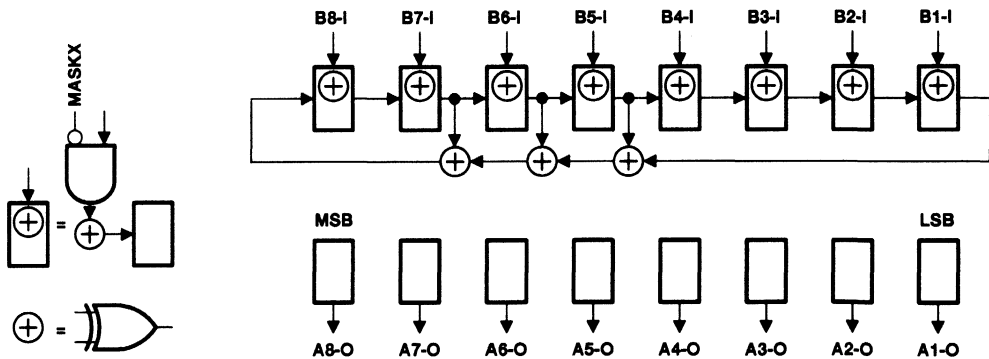 B8-I B7-I B6-I B5-I B4-I B3-I B2-I B1-I
MASKX
=
MSB LSB
=
A8-O A7-O A6-O A5-O A4-O A3-O A2-O A1-O